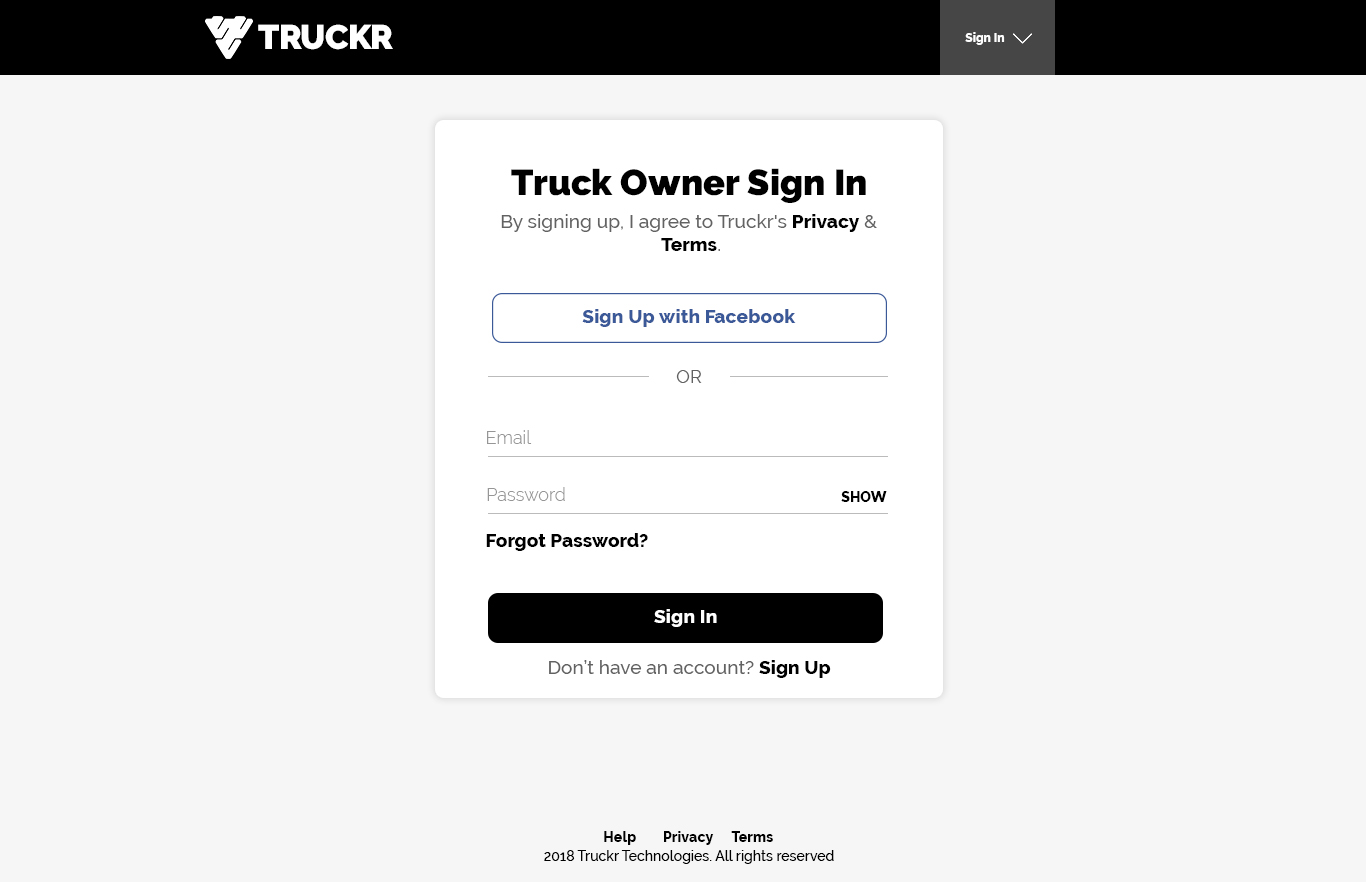 TRUCKR
Sign In
Truck Owner Sign In
By signing up, I agree to Truckr's Privacy &
Terms.
Sign Up with Facebook
OR
Email
Password SHOW
Forgot Password?
Sign In
Don't have an account? Sign Up
Help Privacy Terms
2018 Truckr Technologies. All rights reserved